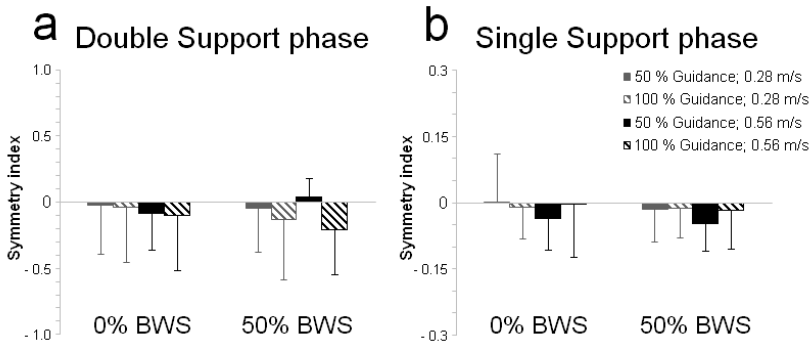 a Double Support phase
Symmetry index
1.0
0.5
0
- 0.5
- 1.0
0% BWS 50% BWS
b Single Support phase
Symmetry index
0.3
0.15
0
- 0.15
- 0.3
50 % Guidance; 0.28 m/s
100 % Guidance; 0.28 m/s
50 % Guidance; 0.56 m/s
100 % Guidance; 0.56 m/s
0% BWS 50% BWS